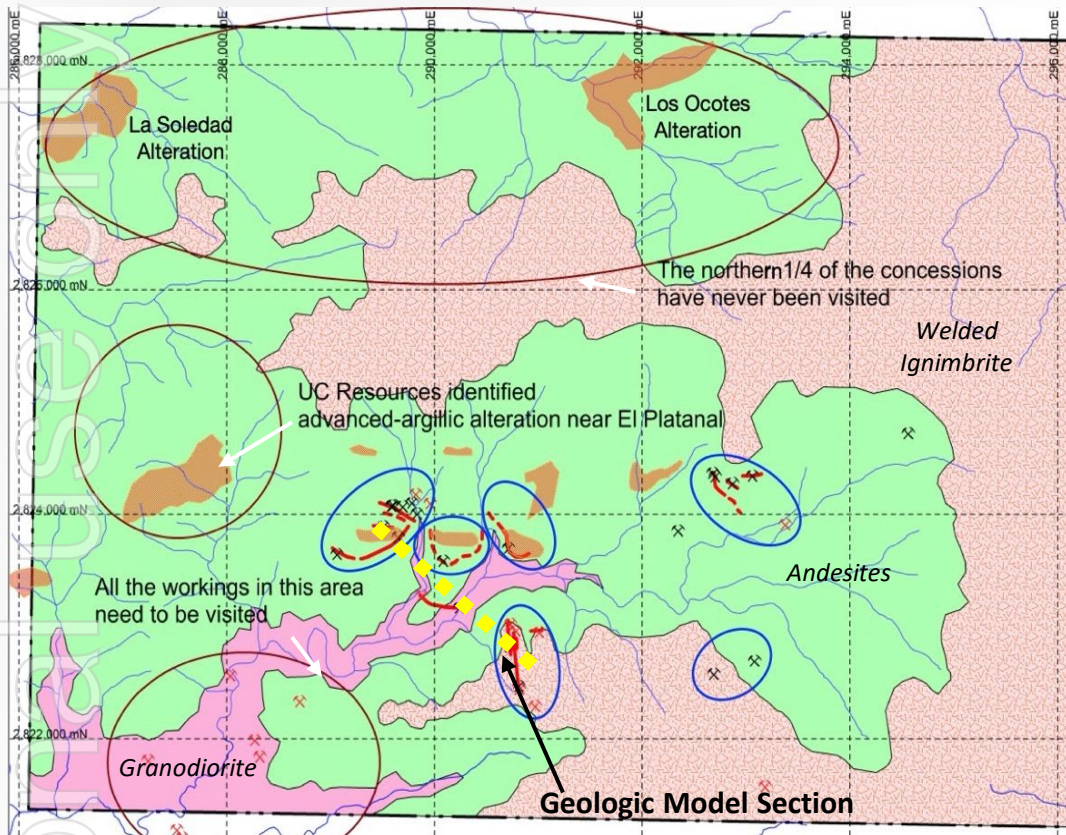 286,000 mE
288,000 mE
290,000 mE
292,000 mE
294,000 mE
296,000 mE
2,828,000 mN
La Soledad
Alteration
Los Ocotes
Alteration
The northern1/4 of the concessions
have never been visited
2,826,000 mN
Welded
Ignimbrite
UC Resources identified
advanced-argillic alteration near El Platanal
2,824,000 mN
Andesites
All the workings in this area
need to be visited
2,822,000 mN
Granodiorite
Geologic Model Section
onal use only